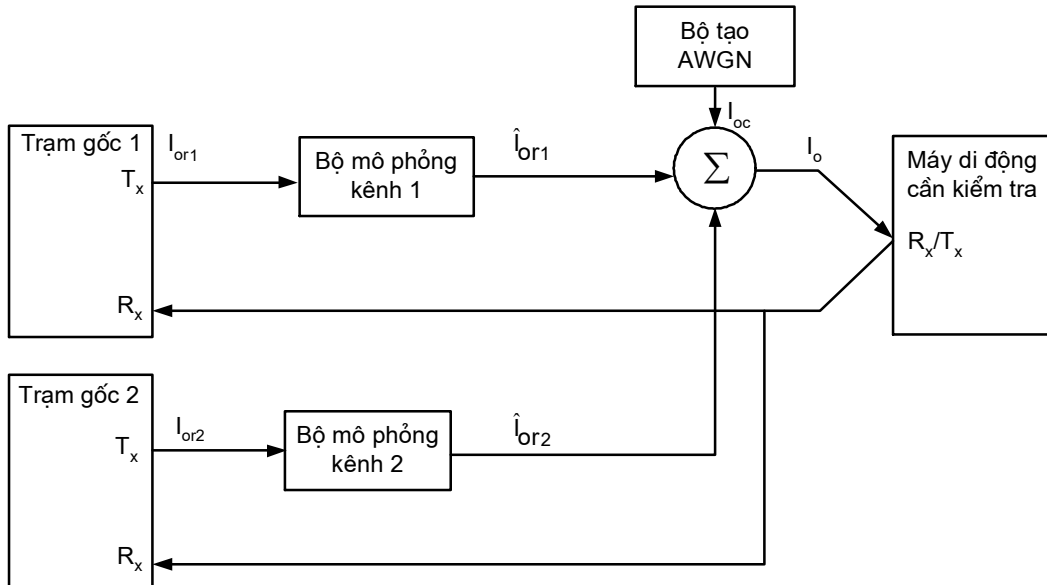 Bộ tạo
AWGN
I_oc
Trạm gốc 1
T_x
R_x
I_or1
Bộ mô phỏng
kênh 1
Î_or1
Σ
I_o
Máy di động
cần kiểm tra
R_x/T_x
Trạm gốc 2
T_x
R_x
I_or2
Bộ mô phỏng
kênh 2
Î_or2